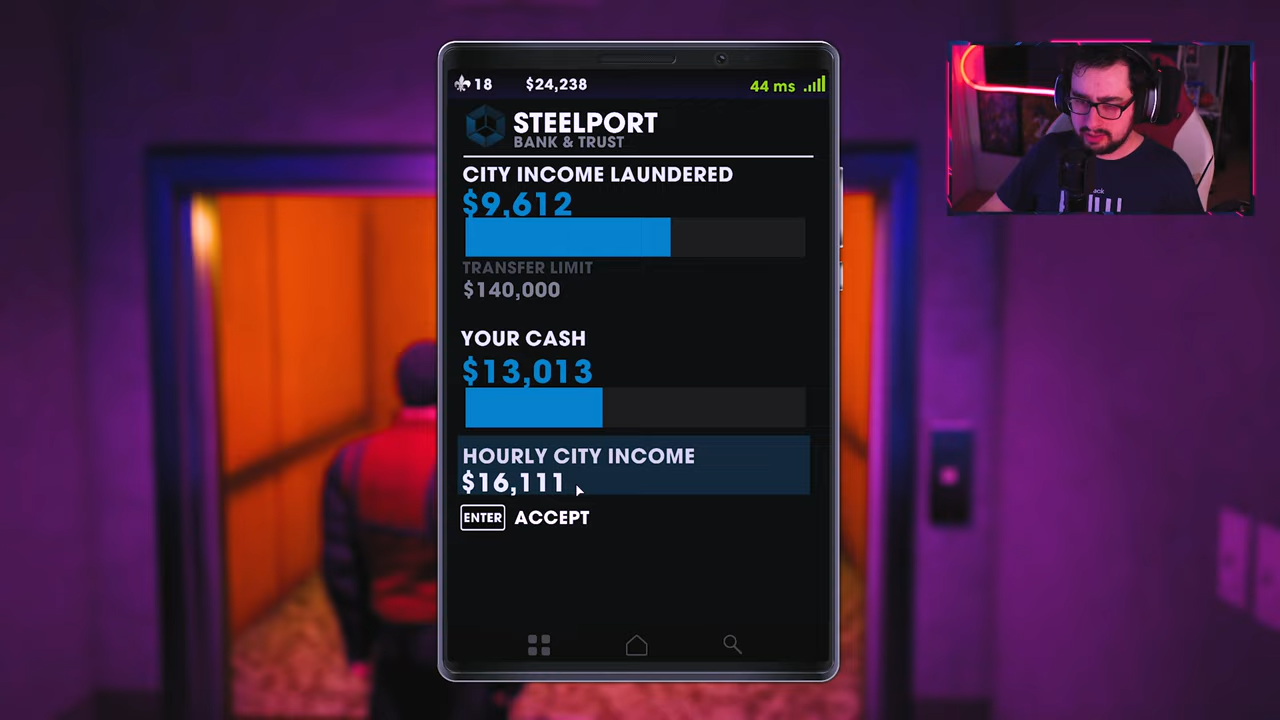 18 $24,238 44 ms
STEELPORT
BANK & TRUST
CITY INCOME LAUNDERED
$9,612
TRANSFER LIMIT
$140,000
YOUR CASH
$13,013
HOURLY CITY INCOME
$16,111
ENTER ACCEPT